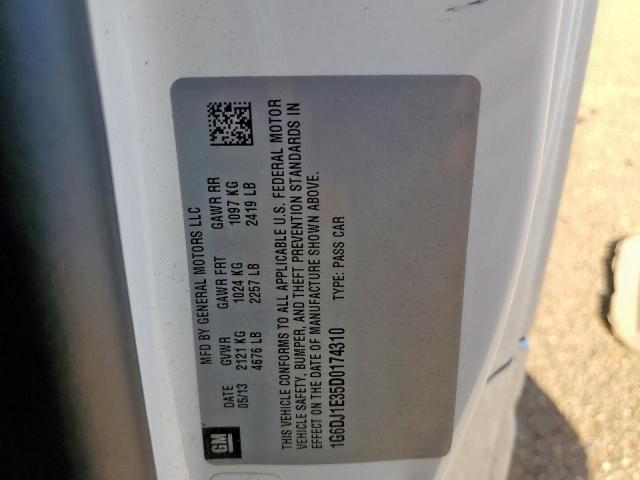 GM
MFD BY GENERAL MOTORS LLC
DATE GVWR GAWR FRT GAWR RR
05/13 2121 KG 1024 KG 1097 KG
4676 LB 2257 LB 2419 LB
THIS VEHICLE CONFORMS TO ALL APPLICABLE U.S. FEDERAL MOTOR
VEHICLE SAFETY, BUMPER, AND THEFT PREVENTION STANDARDS IN
EFFECT ON THE DATE OF MANUFACTURE SHOWN ABOVE.
1G6DJ1E35D0174310 TYPE: PASS CAR